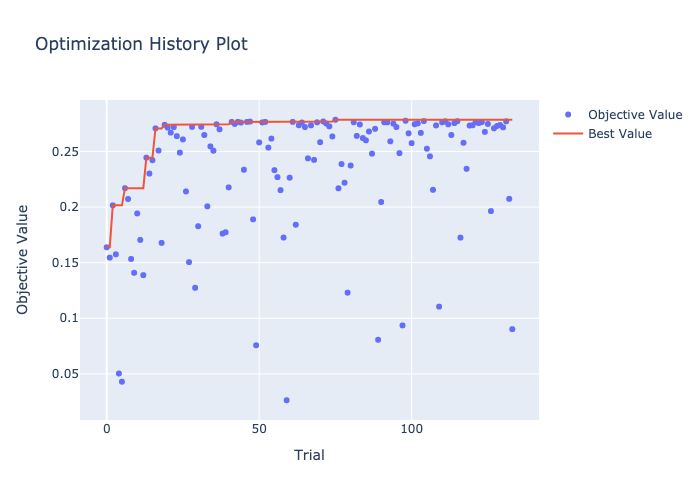 Optimization History Plot
Objective Value
Best Value
0.25
0.2
0.15
0.1
0.05
Objective Value
0
50
100
Trial